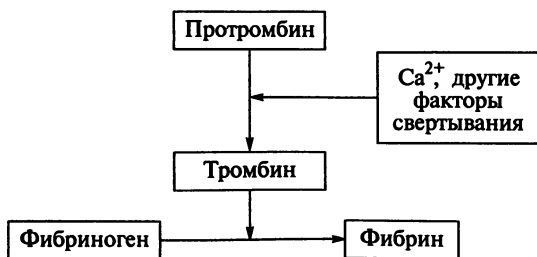 Протромбин
Ca²⁺, другие
факторы
свертывания
Тромбин
Фибриноген
Фибрин